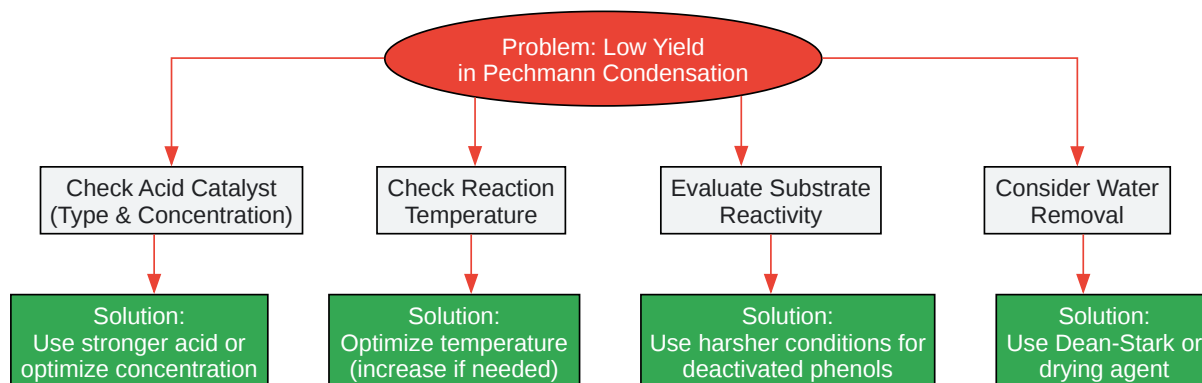 Problem: Low Yield
in Pechmann Condensation
Check Acid Catalyst
(Type & Concentration)
Check Reaction
Temperature
Evaluate Substrate
Reactivity
Consider Water
Removal
Solution:
Use stronger acid or
optimize concentration
Solution:
Optimize temperature
(increase if needed)
Solution:
Use harsher conditions for
deactivated phenols
Solution:
Use Dean-Stark or
drying agent